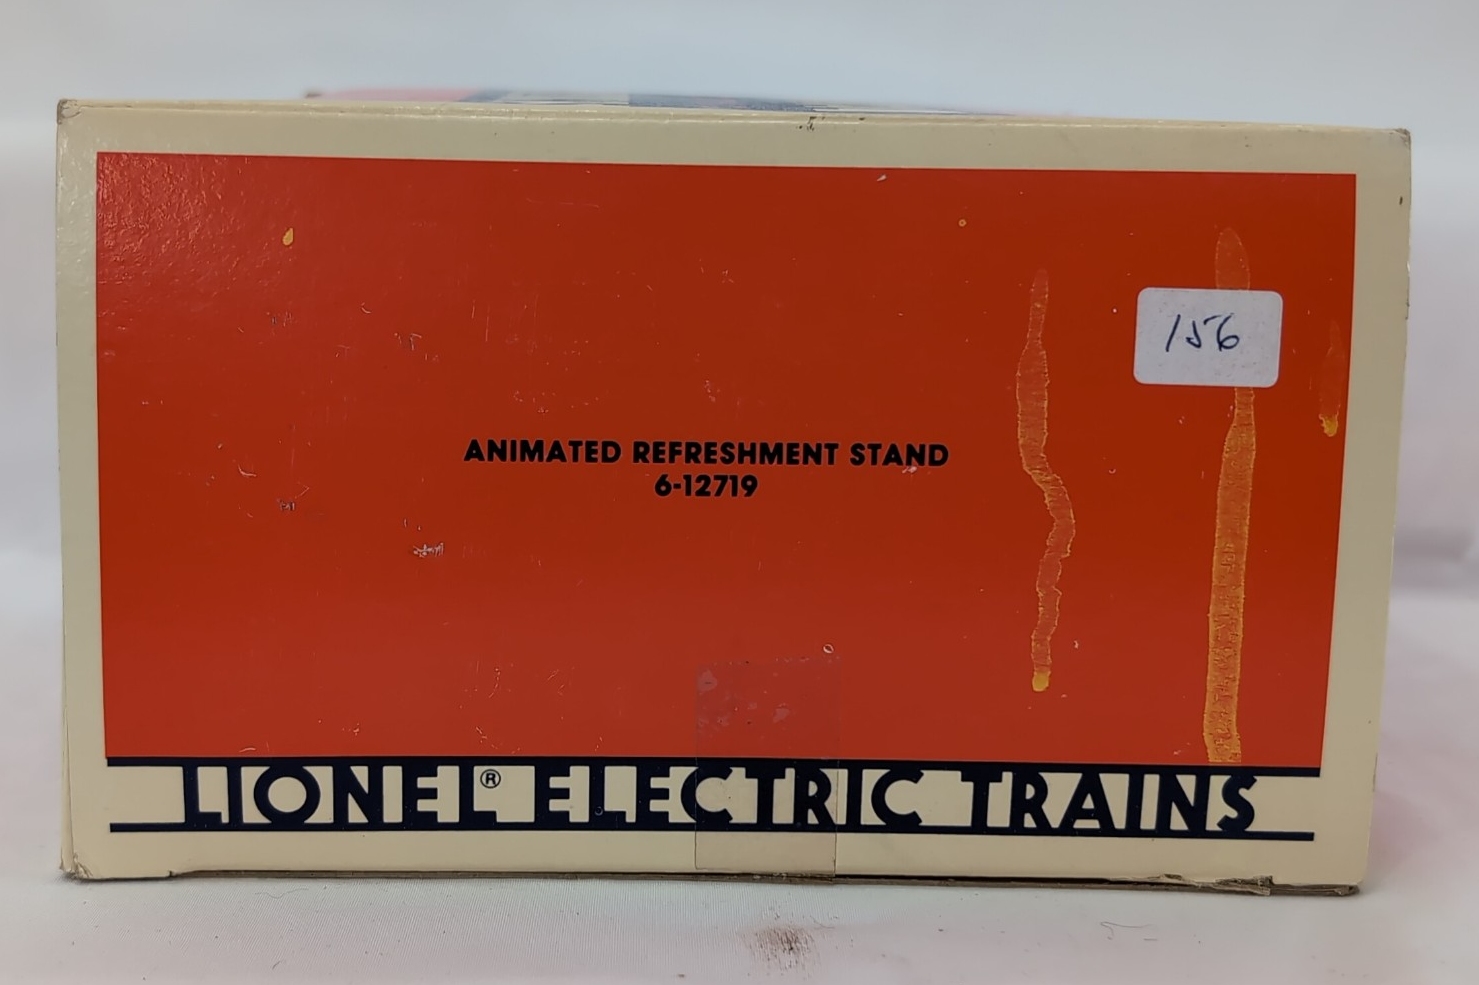 156
ANIMATED REFRESHMENT STAND
6-12719
LIONEL® ELECTRIC TRAINS